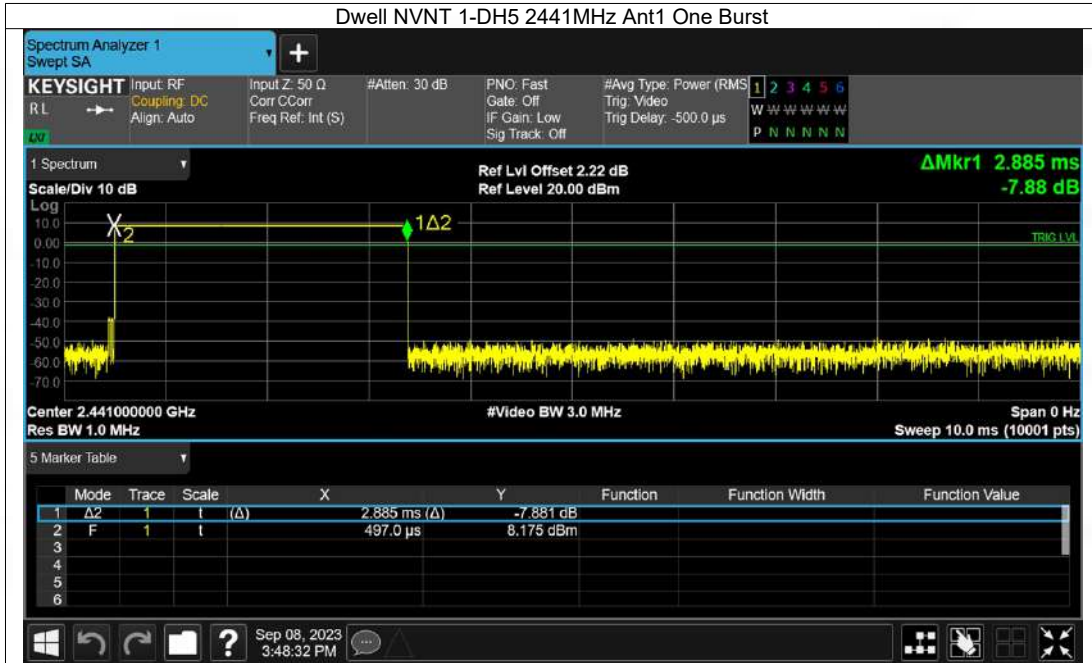 Dwell NVNT 1-DH5 2441MHz Ant1 One Burst
Spectrum Analyzer 1
Swept SA
+
KEYSIGHT Input: RF Input Z: 50 Ω #Atten: 30 dB PNO: Fast #Avg Type: Power (RMS 1 2 3 4 5 6
RL Coupling: DC Corr CCorr Gate: Off Trig: Video W W W W W W
Align: Auto Freq Ref: Int (S) IF Gain: Low Trig Delay: -500.0 µs
LXI Sig Track: Off P N N N N N
1 Spectrum Ref Lvl Offset 2.22 dB ΔMkr1 2.885 ms
Scale/Div 10 dB Ref Level 20.00 dBm -7.88 dB
Log
10.0
X2 1Δ2
0.00
TRIG LVL
-10.0
-20.0
-30.0
-40.0
-50.0
-60.0
-70.0
Center 2.441000000 GHz #Video BW 3.0 MHz Span 0 Hz
Res BW 1.0 MHz Sweep 10.0 ms (10001 pts)
5 Marker Table
Mode Trace Scale X Y Function Function Width Function Value
1 Δ2 1 t (Δ) 2.885 ms (Δ) -7.881 dB
2 F 1 t 497.0 µs 8.175 dBm
3
4
5
6
? Sep 08, 2023
3:48:32 PM